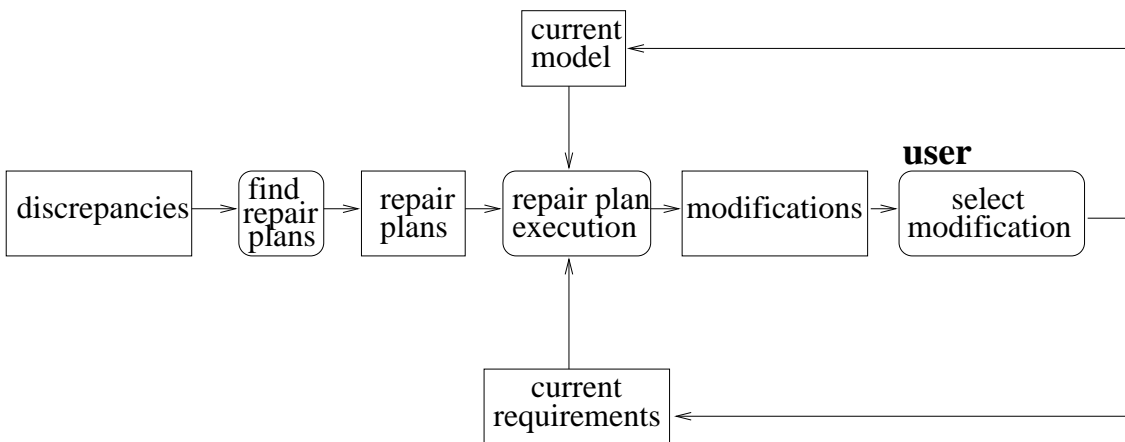 current
model
user
discrepancies
find
repair
plans
repair
plans
repair plan
execution
modifications
select
modification
current
requirements